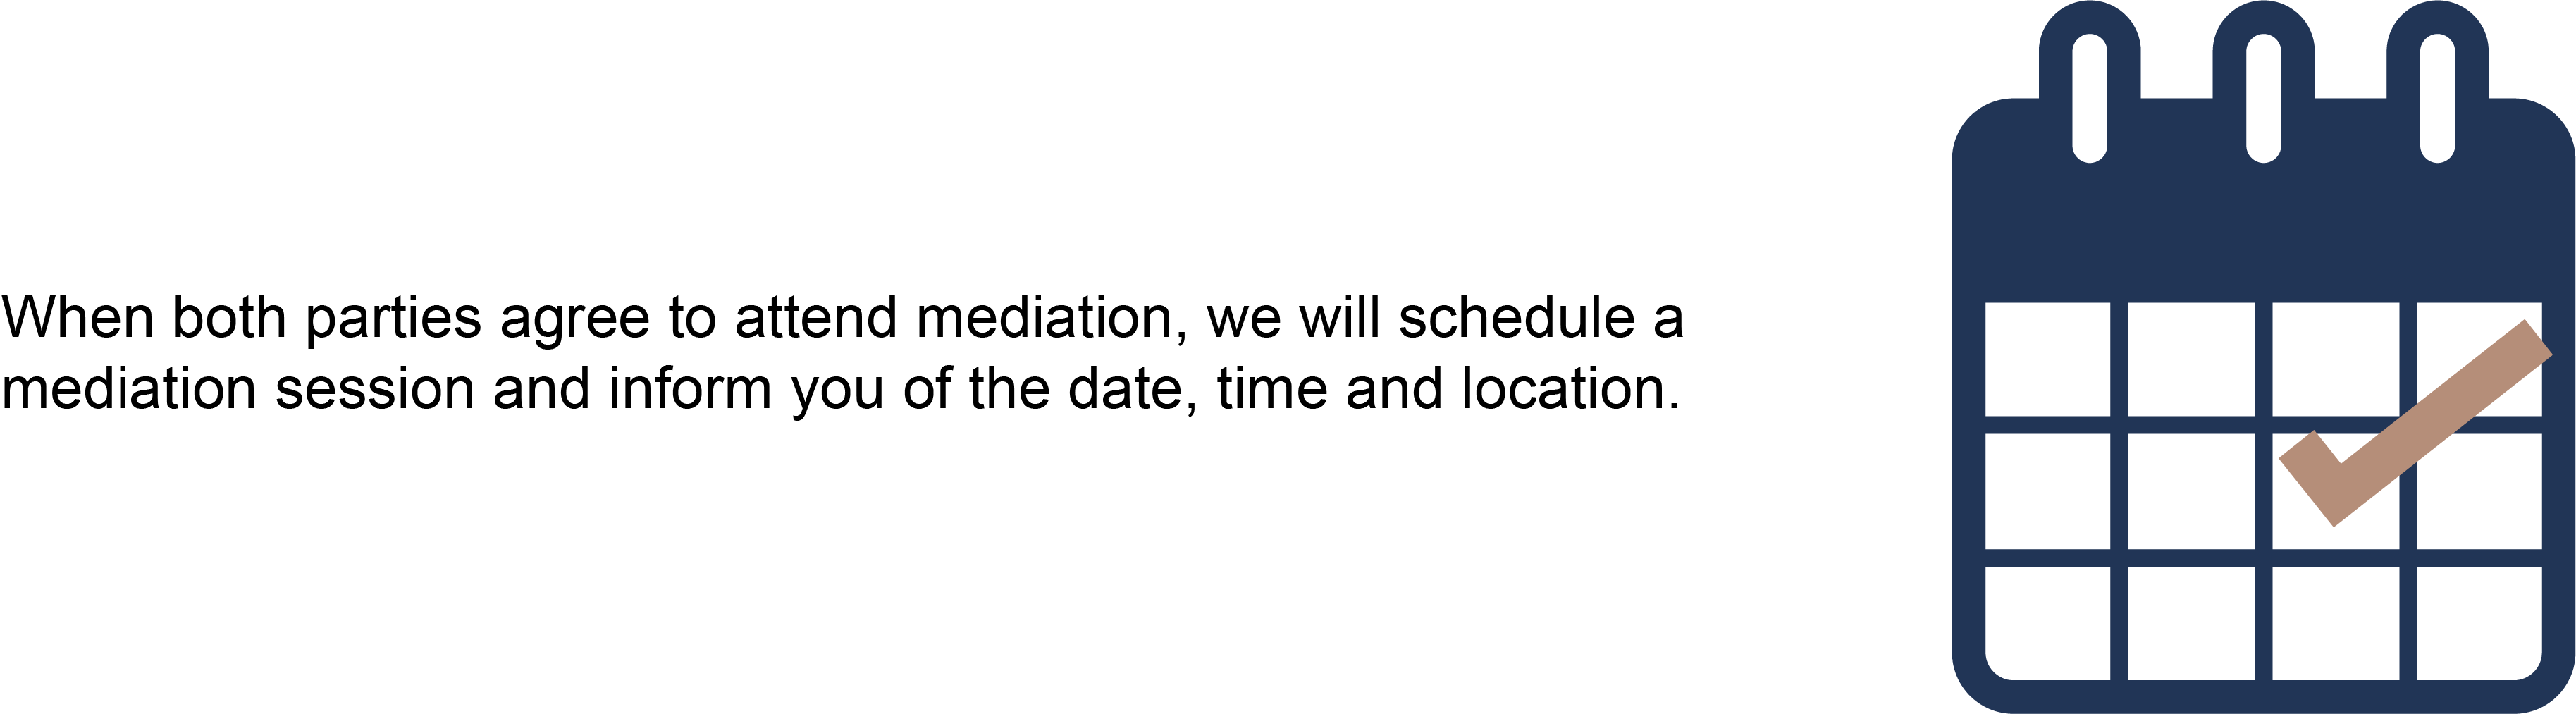 When both parties agree to attend mediation, we will schedule a
mediation session and inform you of the date, time and location.